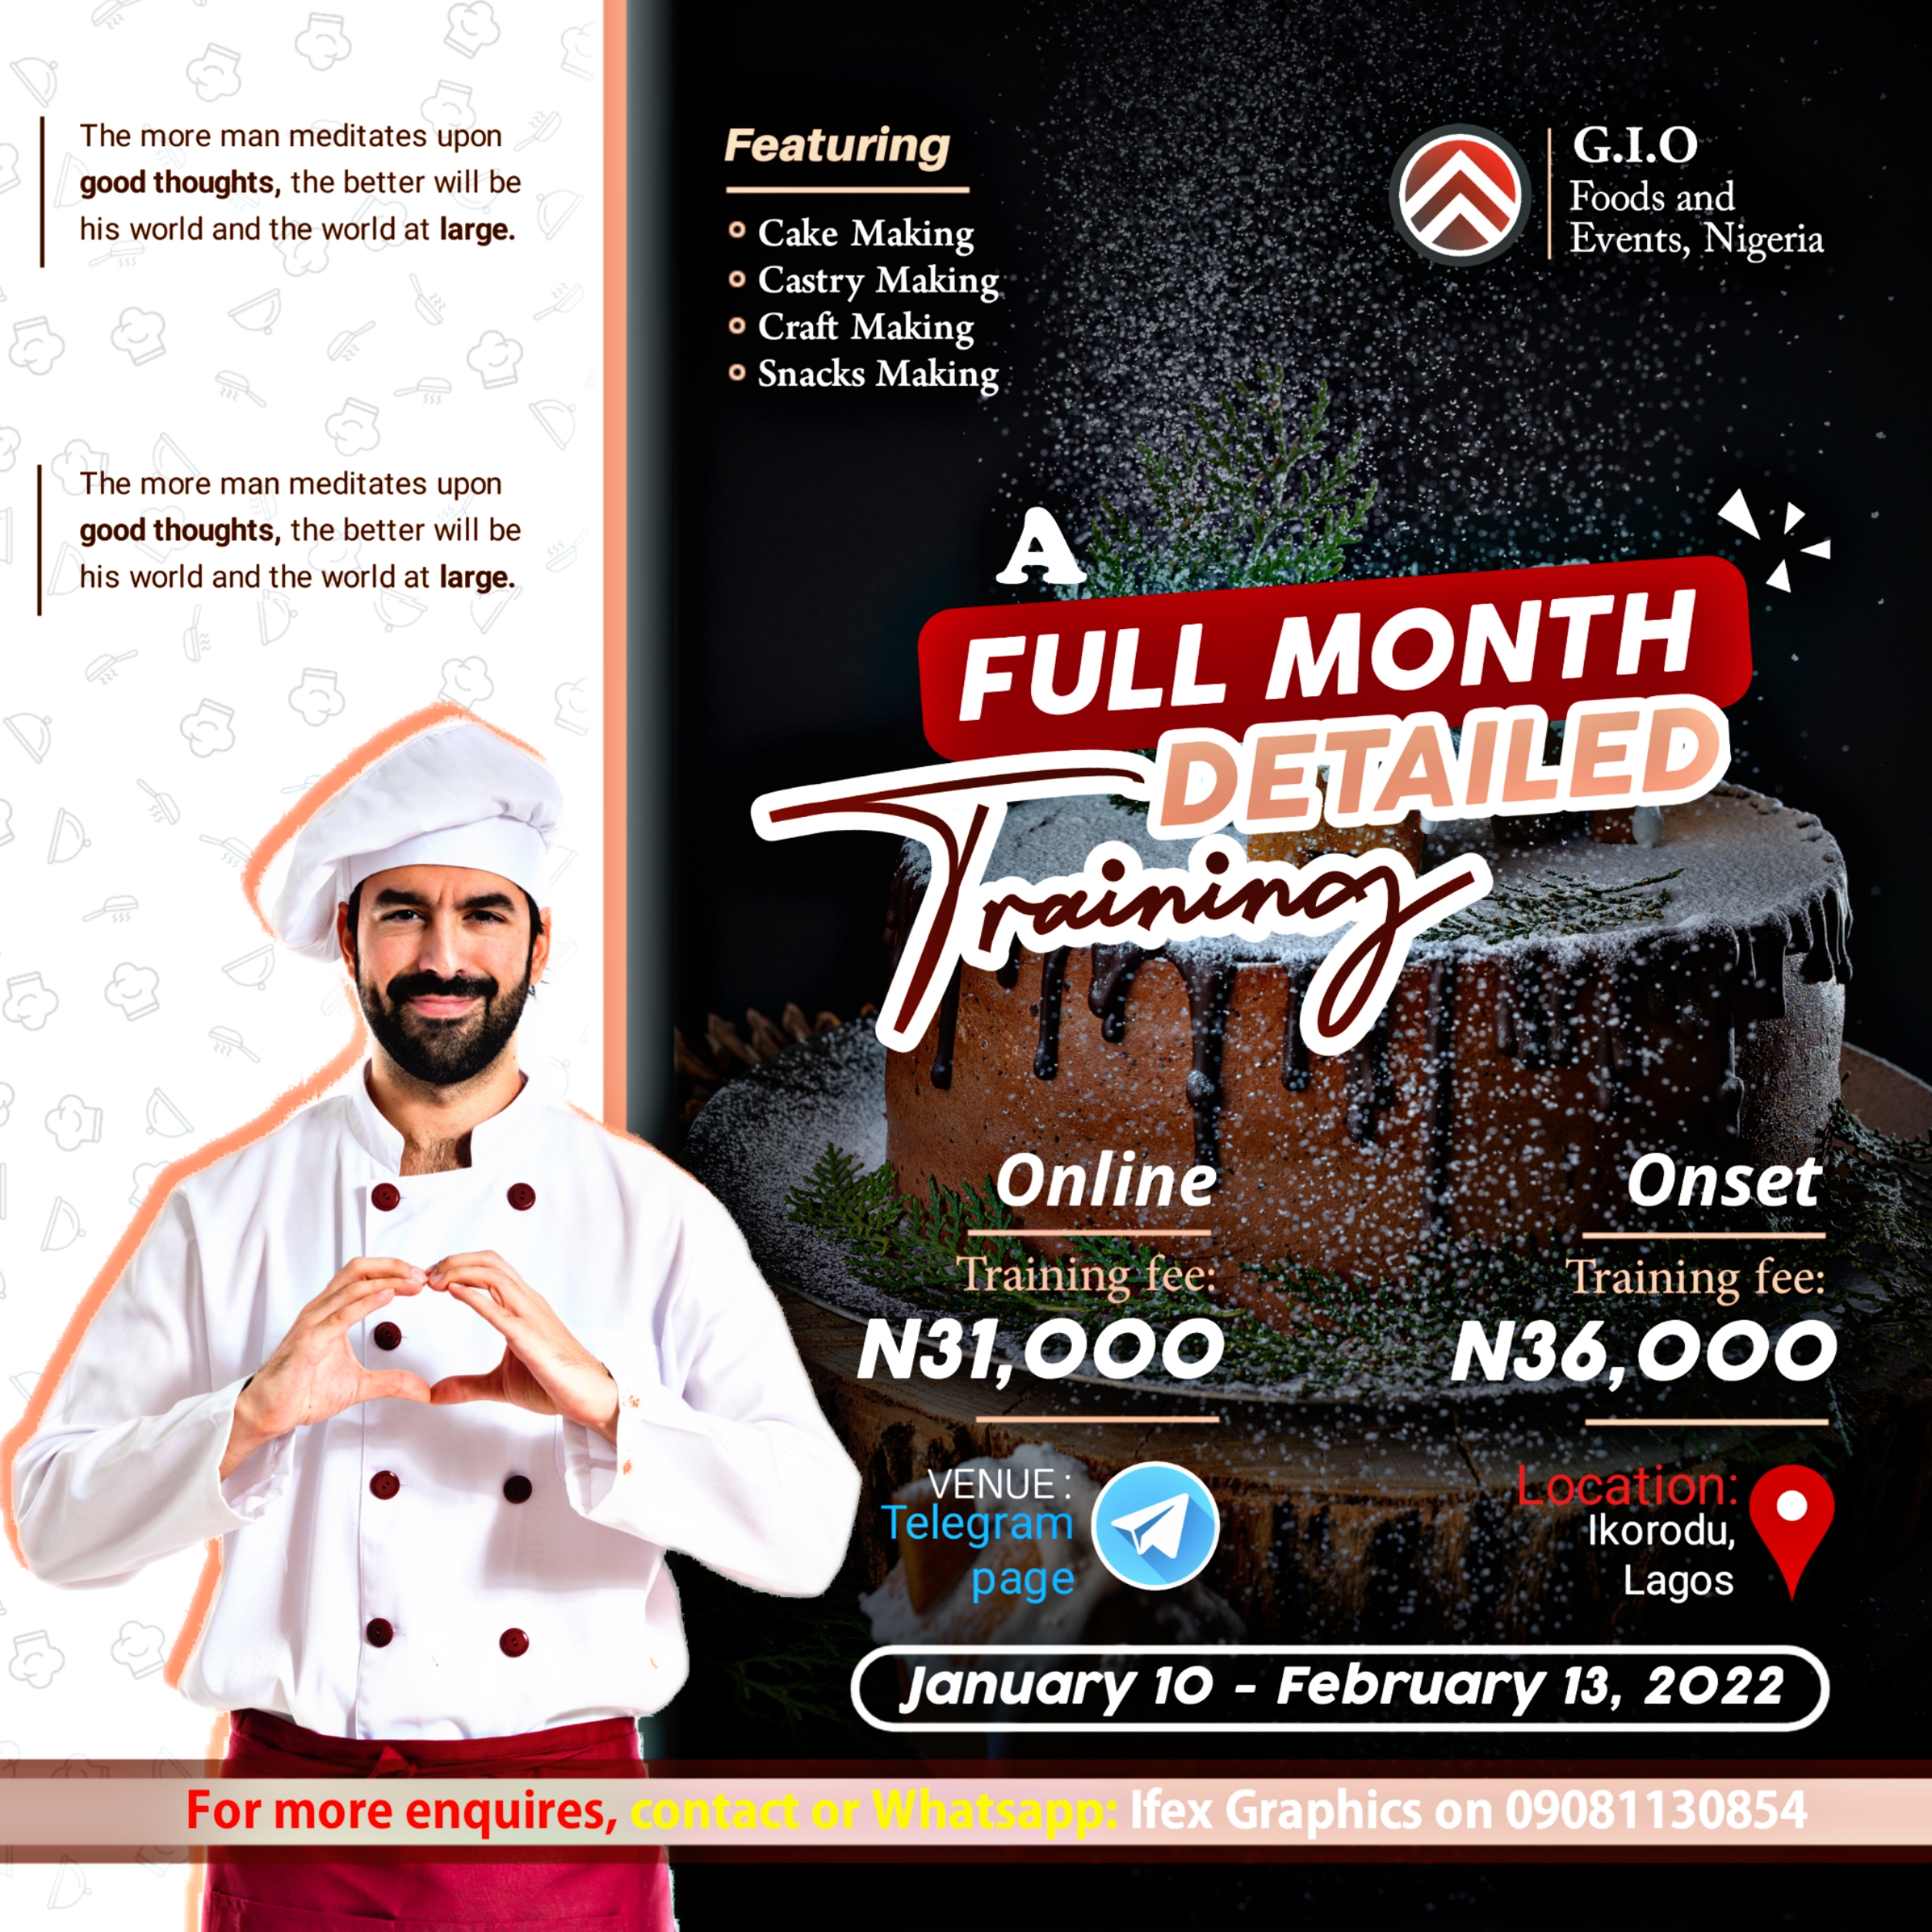 The more man meditates upon
good thoughts, the better will be
his world and the world at large.
The more man meditates upon
good thoughts, the better will be
his world and the world at large.
Featuring
Cake Making
Castry Making
Craft Making
Snacks Making
G.I.O
Foods and
Events, Nigeria
A
FULL MONTH
DETAILED
Training
Online
Training fee:
N31,000
VENUE :
Telegram
page
Onset
Training fee:
N36,000
Location:
Ikorodu,
Lagos
January 10 - February 13, 2022
For more enquires, contact or Whatsapp: Ifex Graphics on 09081130854